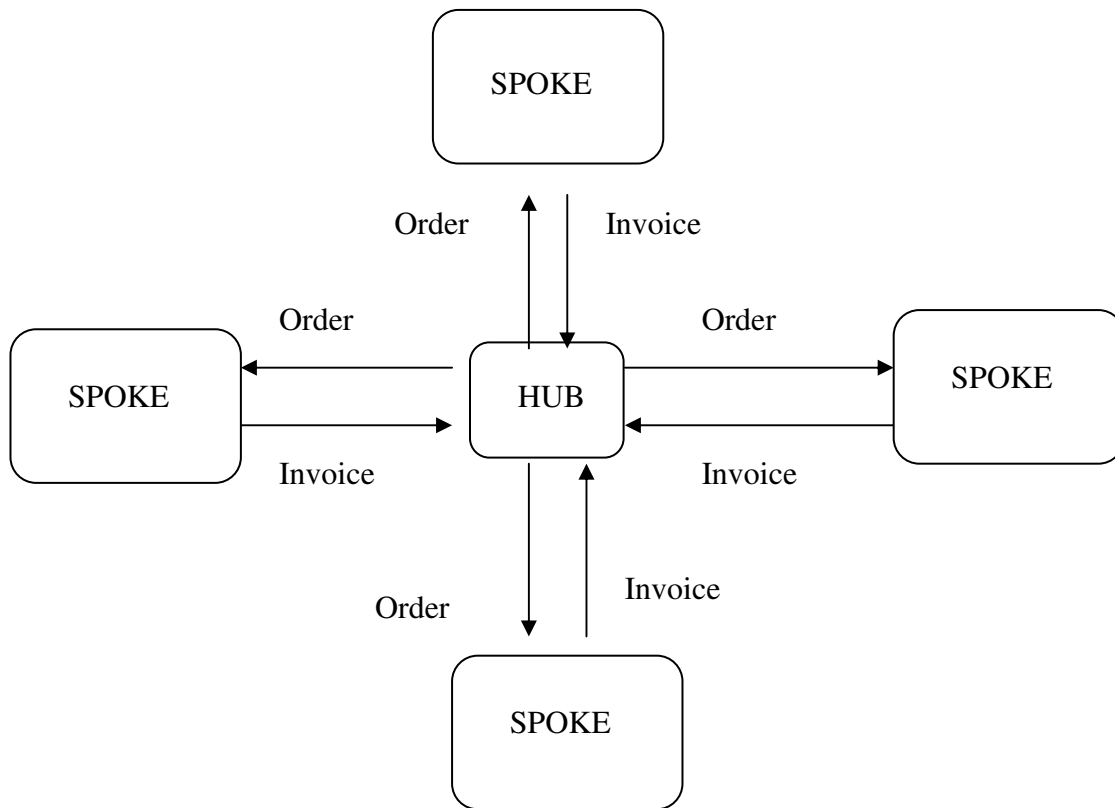 SPOKE
Order
Invoice
Order
Order
SPOKE
HUB
SPOKE
Invoice
Invoice
Invoice
Order
SPOKE